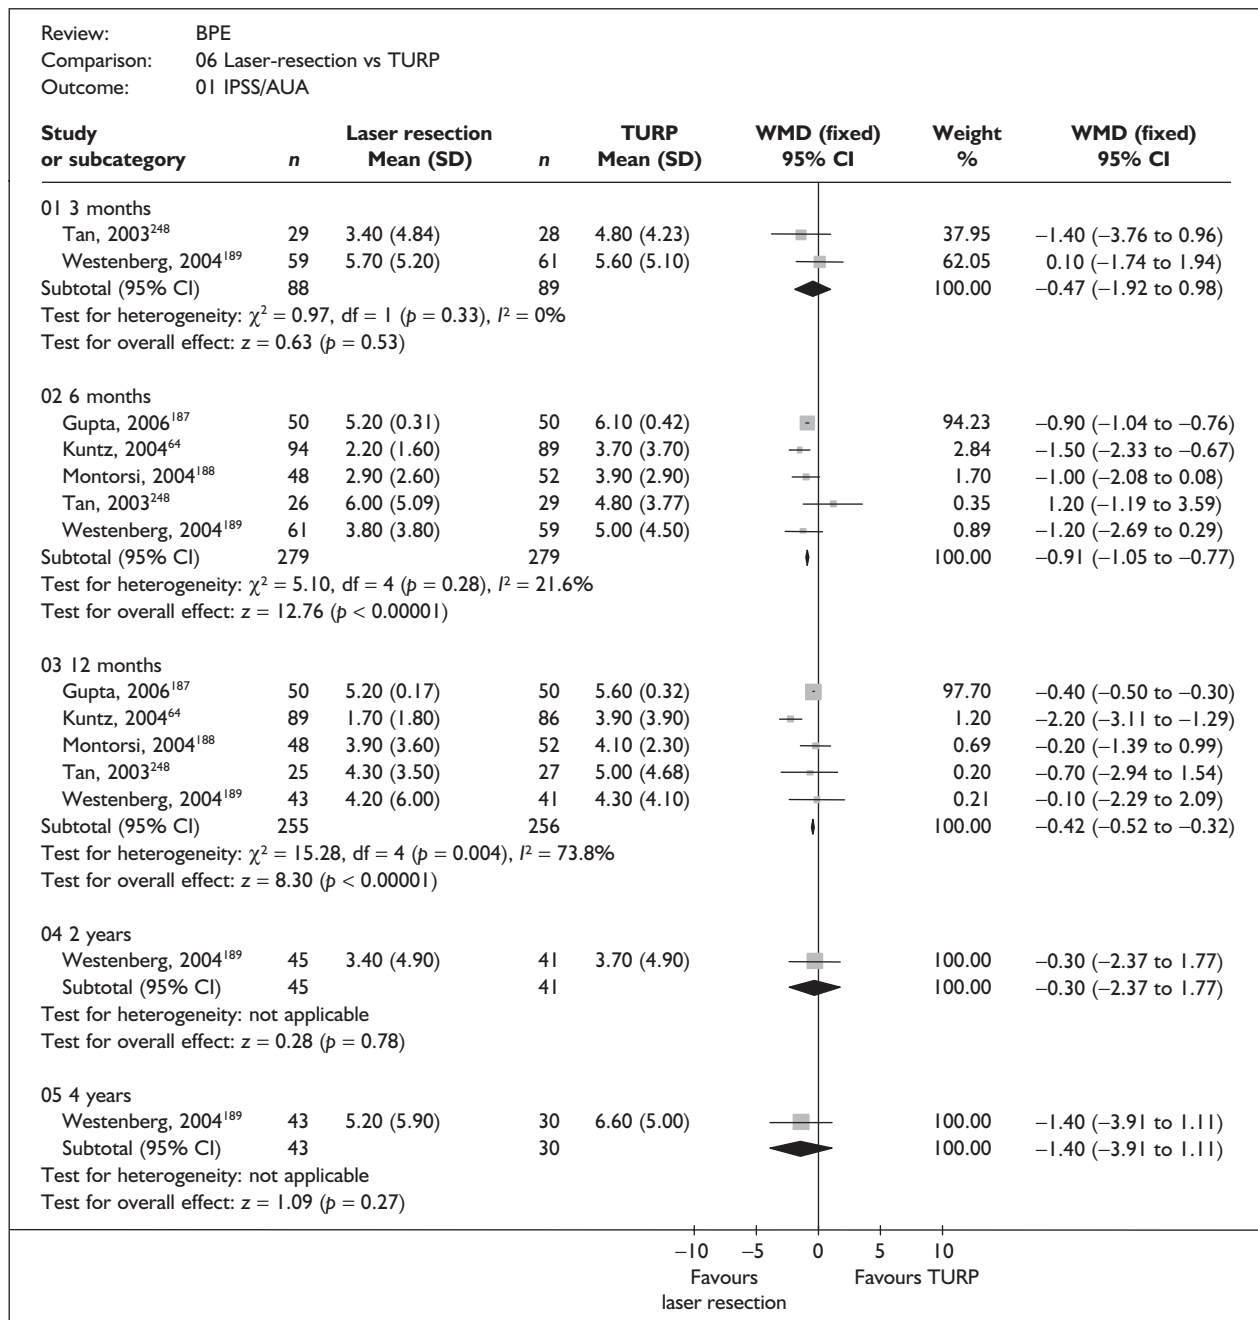 Review: BPE
Comparison: 06 Laser-resection vs TURP
Outcome: 01 IPSS/AUA
Study Laser resection TURP WMD (fixed) Weight WMD (fixed)
or subcategory n Mean (SD) n Mean (SD) 95% CI % 95% CI
01 3 months
Tan, 2003²⁴⁸ 29 3.40 (4.84) 28 4.80 (4.23) 37.95 –1.40 (–3.76 to 0.96)
Westenberg, 2004¹⁸⁹ 59 5.70 (5.20) 61 5.60 (5.10) 62.05 0.10 (–1.74 to 1.94)
Subtotal (95% CI) 88 89 100.00 –0.47 (–1.92 to 0.98)
Test for heterogeneity: χ² = 0.97, df = 1 (p = 0.33), I² = 0%
Test for overall effect: z = 0.63 (p = 0.53)
02 6 months
Gupta, 2006¹⁸⁷ 50 5.20 (0.31) 50 6.10 (0.42) 94.23 –0.90 (–1.04 to –0.76)
Kuntz, 2004⁶⁴ 94 2.20 (1.60) 89 3.70 (3.70) 2.84 –1.50 (–2.33 to –0.67)
Montorsi, 2004¹⁸⁸ 48 2.90 (2.60) 52 3.90 (2.90) 1.70 –1.00 (–2.08 to 0.08)
Tan, 2003²⁴⁸ 26 6.00 (5.09) 29 4.80 (3.77) 0.35 1.20 (–1.19 to 3.59)
Westenberg, 2004¹⁸⁹ 61 3.80 (3.80) 59 5.00 (4.50) 0.89 –1.20 (–2.69 to 0.29)
Subtotal (95% CI) 279 279 100.00 –0.91 (–1.05 to –0.77)
Test for heterogeneity: χ² = 5.10, df = 4 (p = 0.28), I² = 21.6%
Test for overall effect: z = 12.76 (p < 0.00001)
03 12 months
Gupta, 2006¹⁸⁷ 50 5.20 (0.17) 50 5.60 (0.32) 97.70 –0.40 (–0.50 to –0.30)
Kuntz, 2004⁶⁴ 89 1.70 (1.80) 86 3.90 (3.90) 1.20 –2.20 (–3.11 to –1.29)
Montorsi, 2004¹⁸⁸ 48 3.90 (3.60) 52 4.10 (2.30) 0.69 –0.20 (–1.39 to 0.99)
Tan, 2003²⁴⁸ 25 4.30 (3.50) 27 5.00 (4.68) 0.20 –0.70 (–2.94 to 1.54)
Westenberg, 2004¹⁸⁹ 43 4.20 (6.00) 41 4.30 (4.10) 0.21 –0.10 (–2.29 to 2.09)
Subtotal (95% CI) 255 256 100.00 –0.42 (–0.52 to –0.32)
Test for heterogeneity: χ² = 15.28, df = 4 (p = 0.004), I² = 73.8%
Test for overall effect: z = 8.30 (p < 0.00001)
04 2 years
Westenberg, 2004¹⁸⁹ 45 3.40 (4.90) 41 3.70 (4.90) 100.00 –0.30 (–2.37 to 1.77)
Subtotal (95% CI) 45 41 100.00 –0.30 (–2.37 to 1.77)
Test for heterogeneity: not applicable
Test for overall effect: z = 0.28 (p = 0.78)
05 4 years
Westenberg, 2004¹⁸⁹ 43 5.20 (5.90) 30 6.60 (5.00) 100.00 –1.40 (–3.91 to 1.11)
Subtotal (95% CI) 43 30 100.00 –1.40 (–3.91 to 1.11)
Test for heterogeneity: not applicable
Test for overall effect: z = 1.09 (p = 0.27)
–10 –5 0 5 10
Favours Favours TURP
laser resection